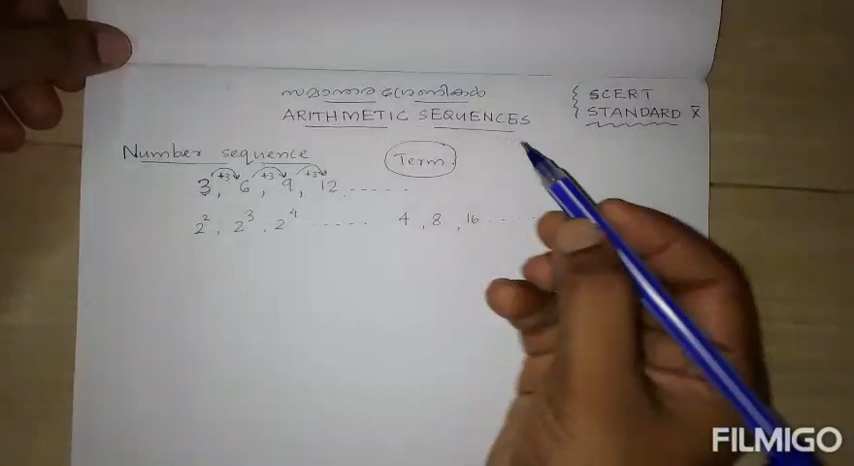 സമാന്തര ശ്രേണികൾ
ARITHMETIC SEQUENCES
SCERT
STANDARD X
Number sequence
Term
+3 +3 +3
3, 6, 9, 12 -----
2², 2³, 2⁴ ----- 4, 8, 16 -----
FILMIGO